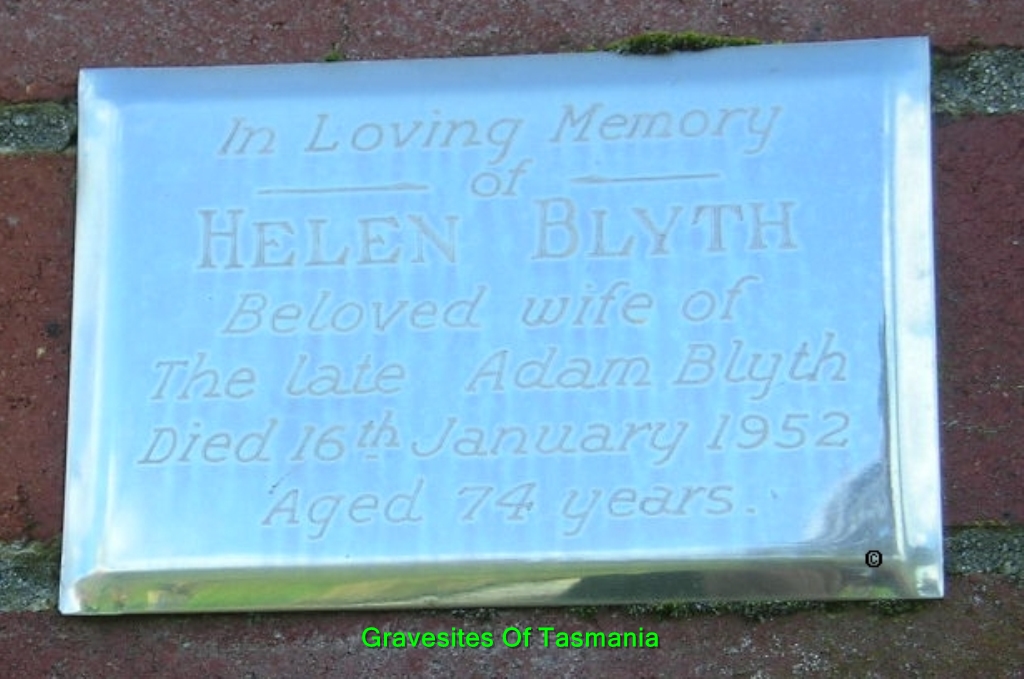 In Loving Memory
of
HELEN BLYTH
Beloved wife of
The late Adam Blyth
Died 16th January 1952
Aged 74 years.
©
Gravesites Of Tasmania